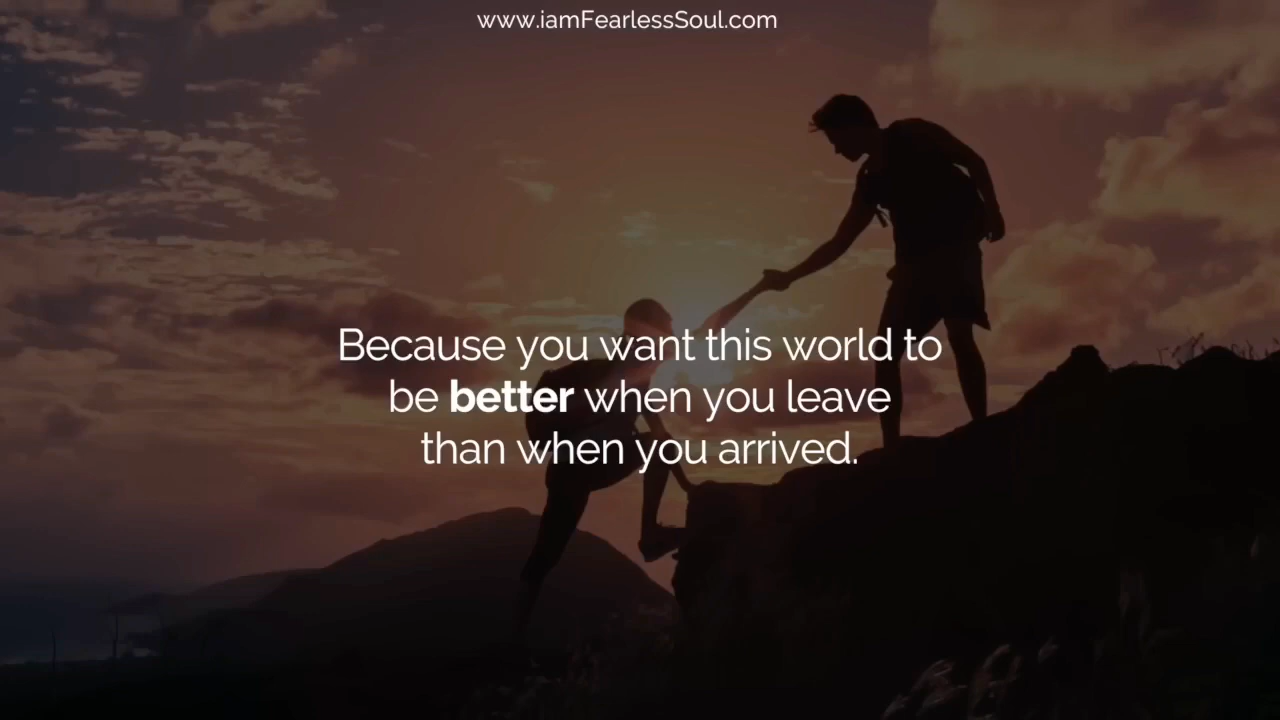 www.iamFearlessSoul.com
Because you want this world to
be better when you leave
than when you arrived.